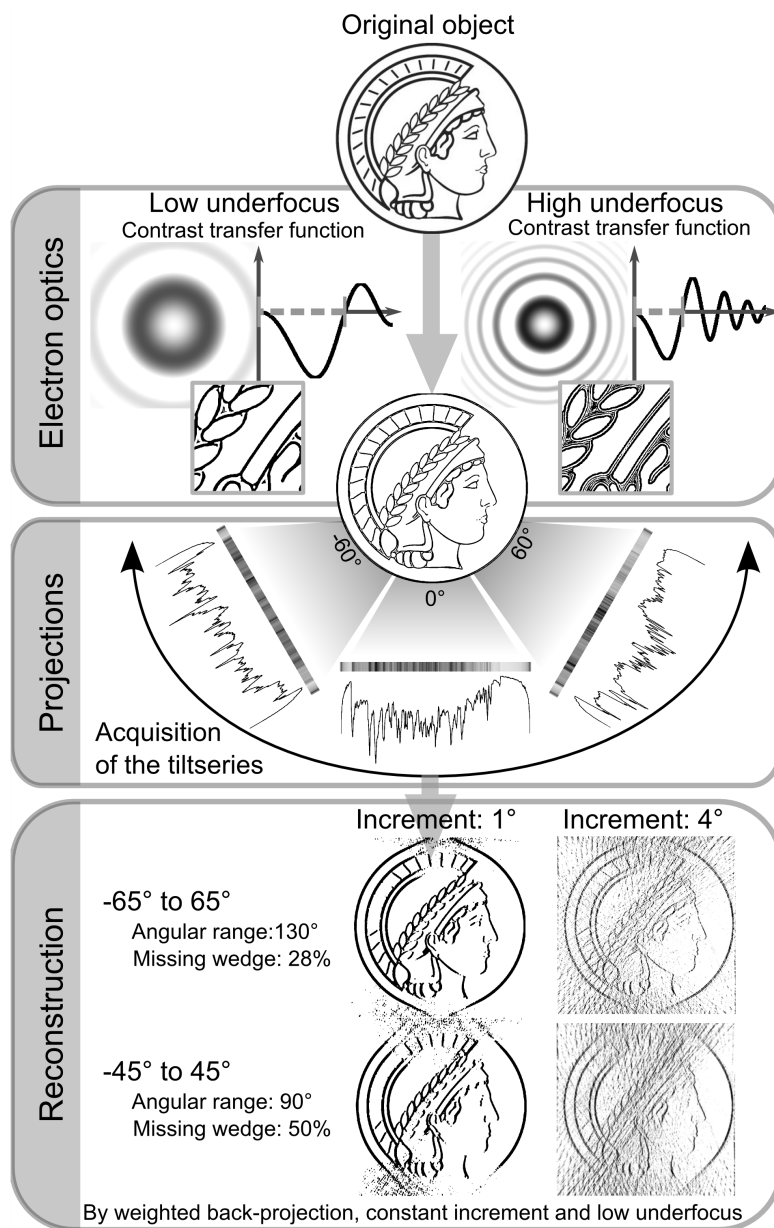 Original object
Electron optics
Low underfocus
Contrast transfer function
High underfocus
Contrast transfer function
Projections
-60°
0°
60°
Acquisition
of the tiltseries
Reconstruction
Increment: 1°
Increment: 4°
-65° to 65°
Angular range:130°
Missing wedge: 28%
-45° to 45°
Angular range: 90°
Missing wedge: 50%
By weighted back-projection, constant increment and low underfocus